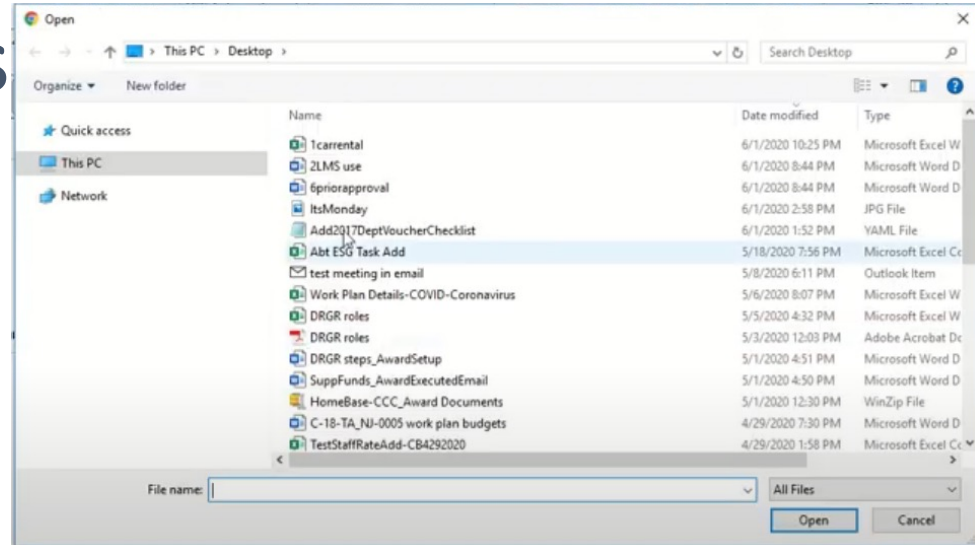 Open
This PC > Desktop >
Search Desktop
Organize
New folder
Name
Date modified
Type
Quick access
This PC
Network
1carrental 6/1/2020 10:25 PM Microsoft Excel W
2LMS use 6/1/2020 8:44 PM Microsoft Word D
6priorapproval 6/1/2020 8:44 PM Microsoft Word D
ItsMonday 6/1/2020 2:58 PM JPG File
Add2017DeptVoucherChecklist 6/1/2020 1:52 PM YAML File
Abt ESG Task Add 5/18/2020 7:56 PM Microsoft Excel Cc
test meeting in email 5/8/2020 6:11 PM Outlook Item
Work Plan Details-COVID-Coronavirus 5/6/2020 8:07 PM Microsoft Excel W
DRGR roles 5/5/2020 4:32 PM Microsoft Excel W
DRGR roles 5/3/2020 12:03 PM Adobe Acrobat Dc
DRGR steps_AwardSetup 5/1/2020 4:51 PM Microsoft Word D
SuppFunds_AwardExecutedEmail 5/1/2020 4:50 PM Microsoft Word D
HomeBase-CCC_Award Documents 5/1/2020 12:30 PM WinZip File
C-18-TA_NJ-0005 work plan budgets 4/29/2020 7:30 PM Microsoft Word D
TestStaffRateAdd-CB4292020 4/29/2020 1:58 PM Microsoft Excel Cc
File name:
All Files
Open
Cancel